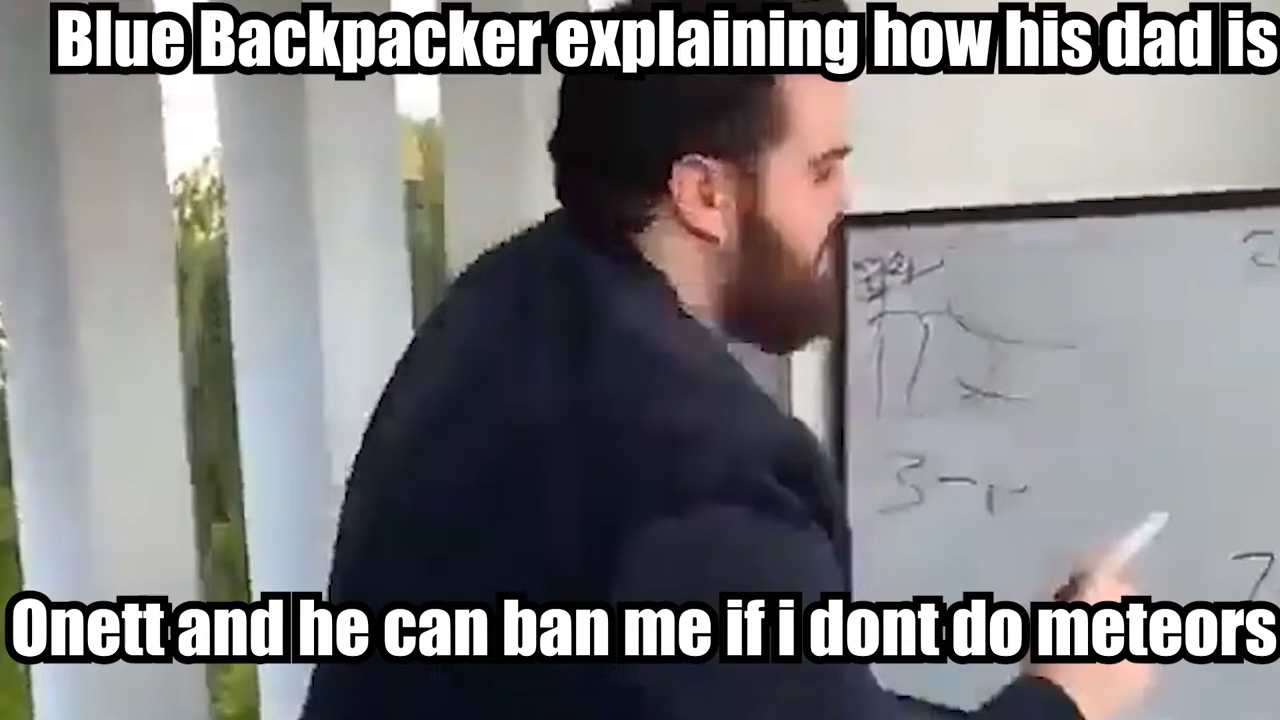 Blue Backpacker explaining how his dad is
Onett and he can ban me if i dont do meteors